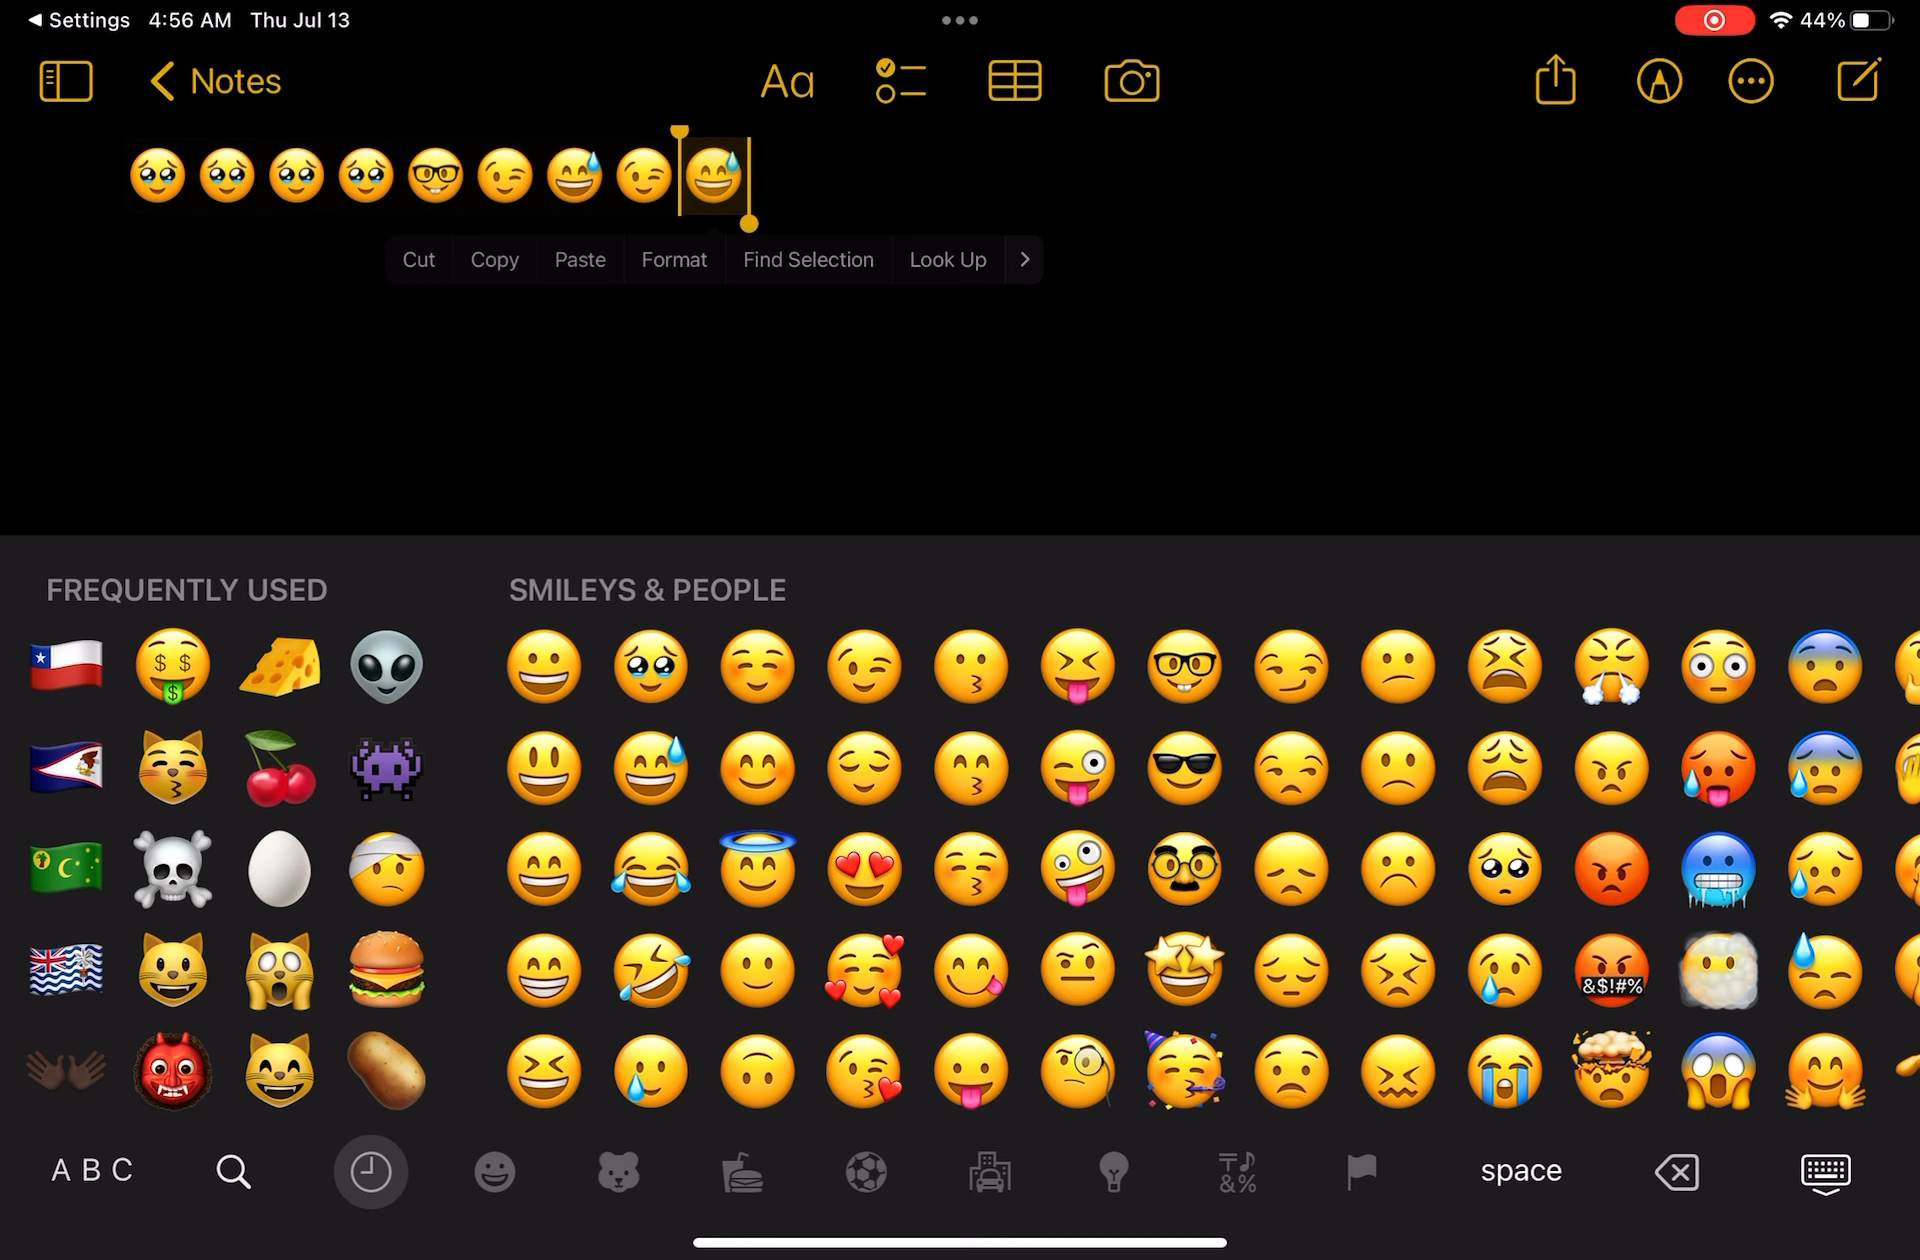 Settings 4:56 AM Thu Jul 13 44%
Notes Aa
🥹🥹🥹🥹🤓😉😅😉😅
Cut Copy Paste Format Find Selection Look Up
FREQUENTLY USED SMILEYS & PEOPLE
&$!#%
ABC space